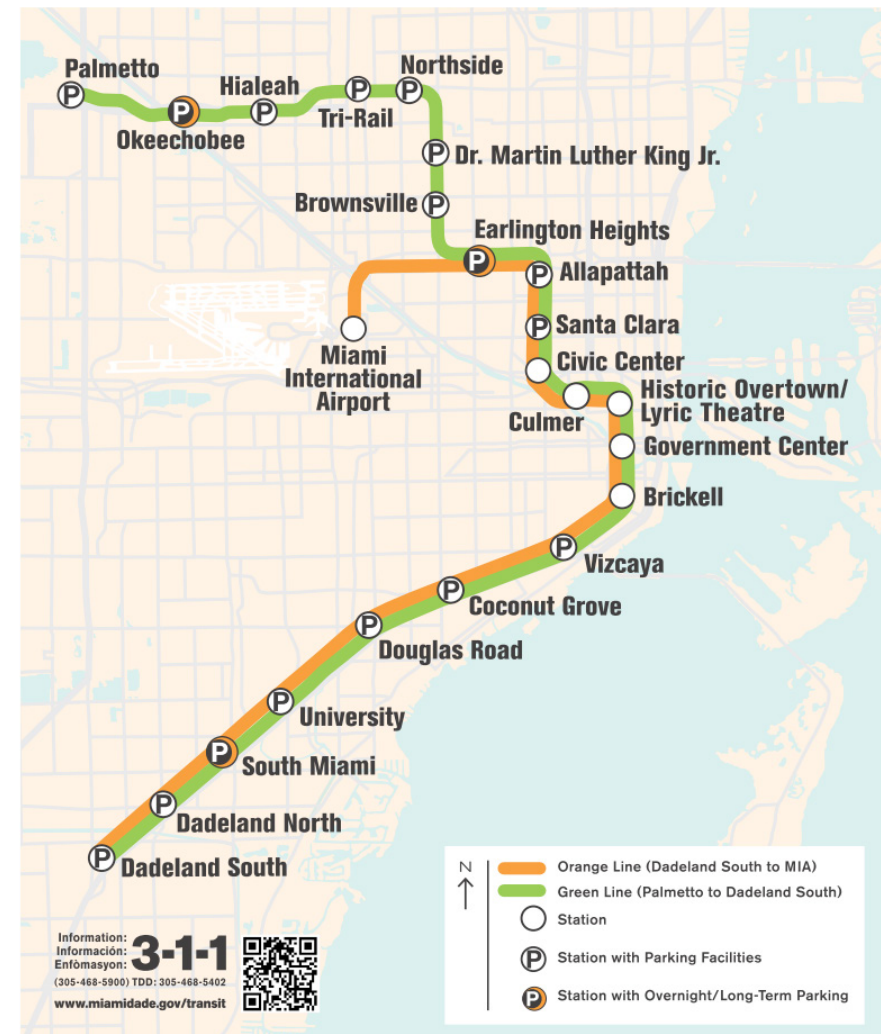 Palmetto
P
Okeechobee
P
Hialeah
P
Tri-Rail
P
Northside
P
Dr. Martin Luther King Jr.
P
Brownsville
P
Earlington Heights
P
Allapattah
P
Santa Clara
P
Miami
International
Airport
Civic Center
Culmer
Historic Overtown/
Lyric Theatre
Government Center
Brickell
Vizcaya
P
Coconut Grove
P
Douglas Road
P
University
P
South Miami
P
Dadeland North
P
Dadeland South
P
N
Orange Line (Dadeland South to MIA)
Green Line (Palmetto to Dadeland South)
Station
P
Station with Parking Facilities
P
Station with Overnight/Long-Term Parking
Information:
Información:
Enfòmasyon:
3-1-1
(305-468-5900) TDD: 305-468-5402
www.miamidade.gov/transit